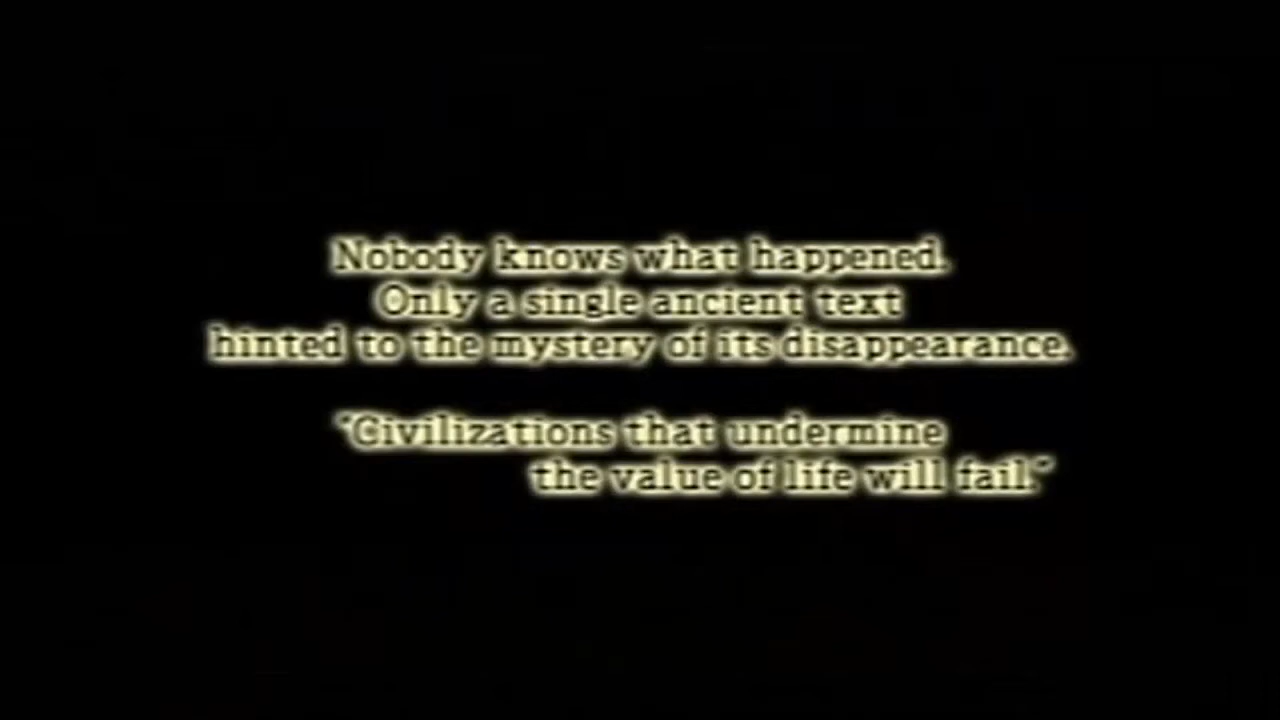 Nobody knows what happened.
Only a single ancient text
hinted to the mystery of its disappearance.
"Civilizations that undermine
the value of life will fail."